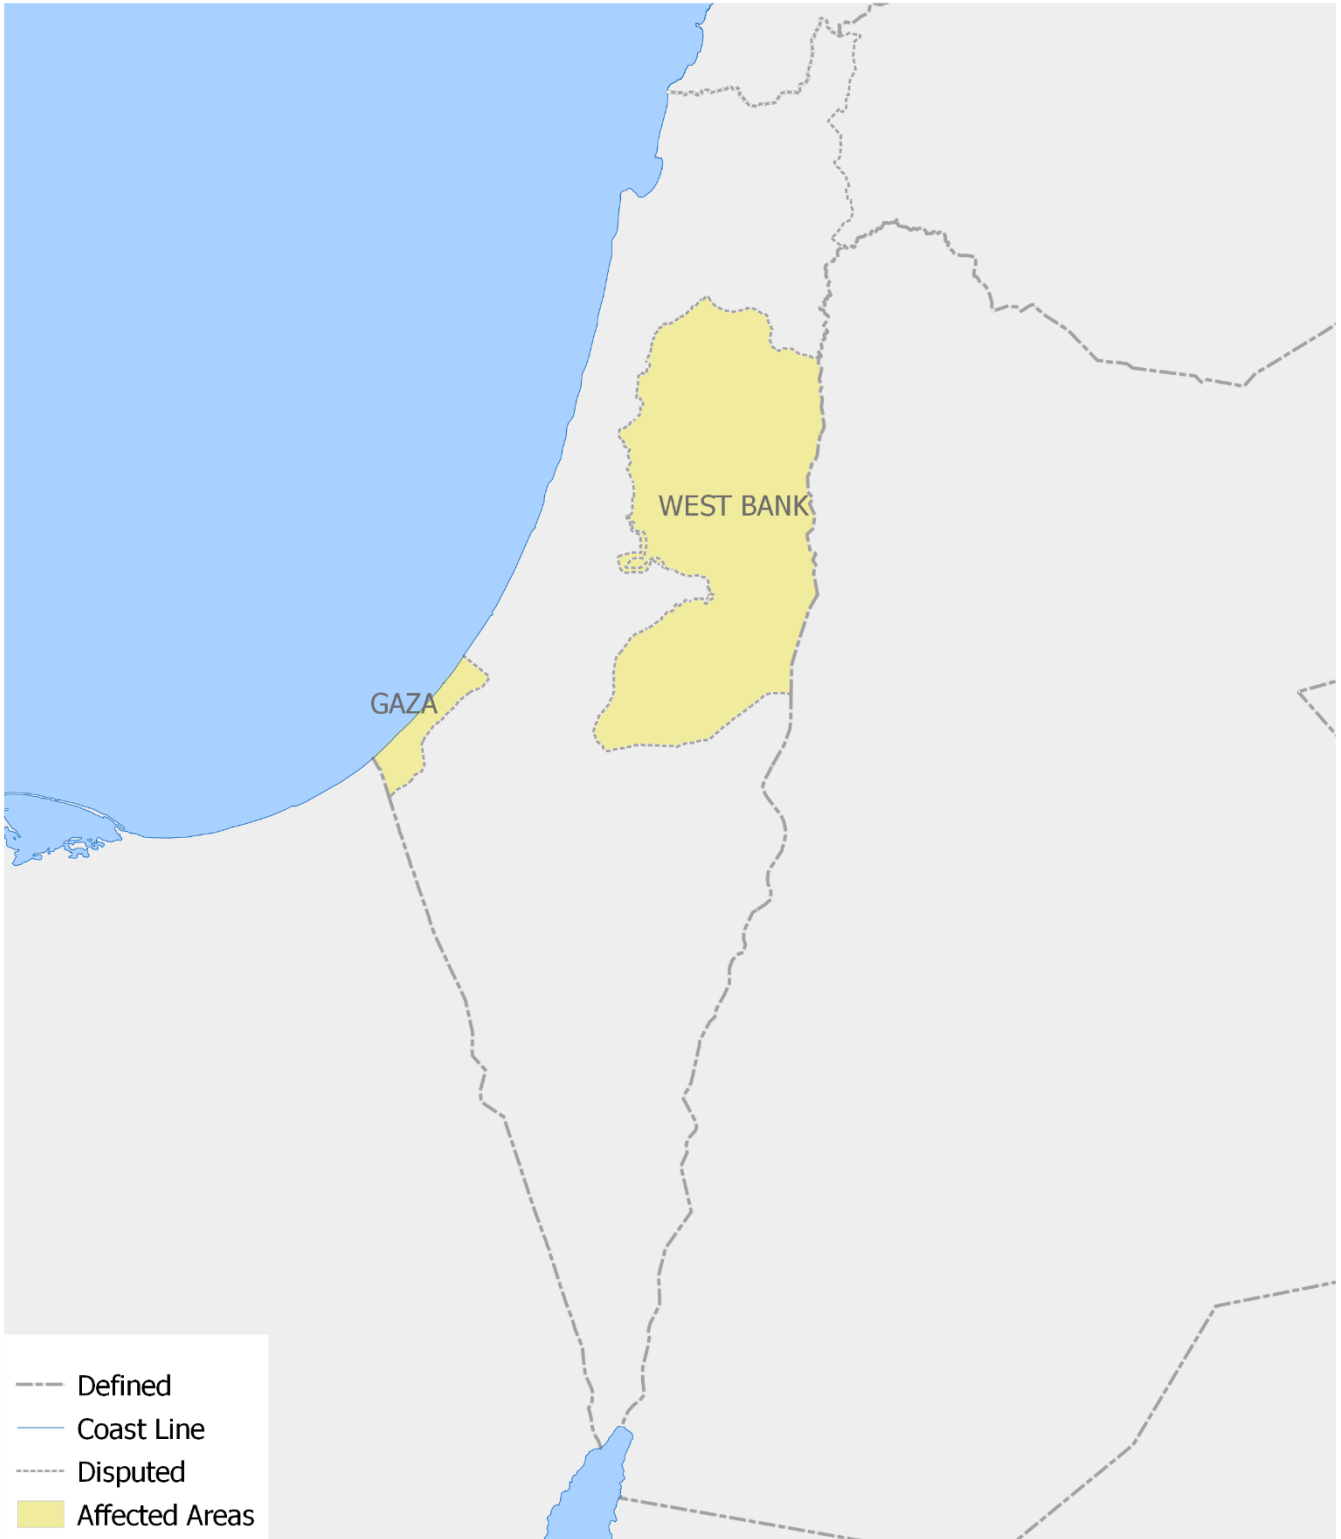 WEST BANK
GAZA
Defined
Coast Line
Disputed
Affected Areas